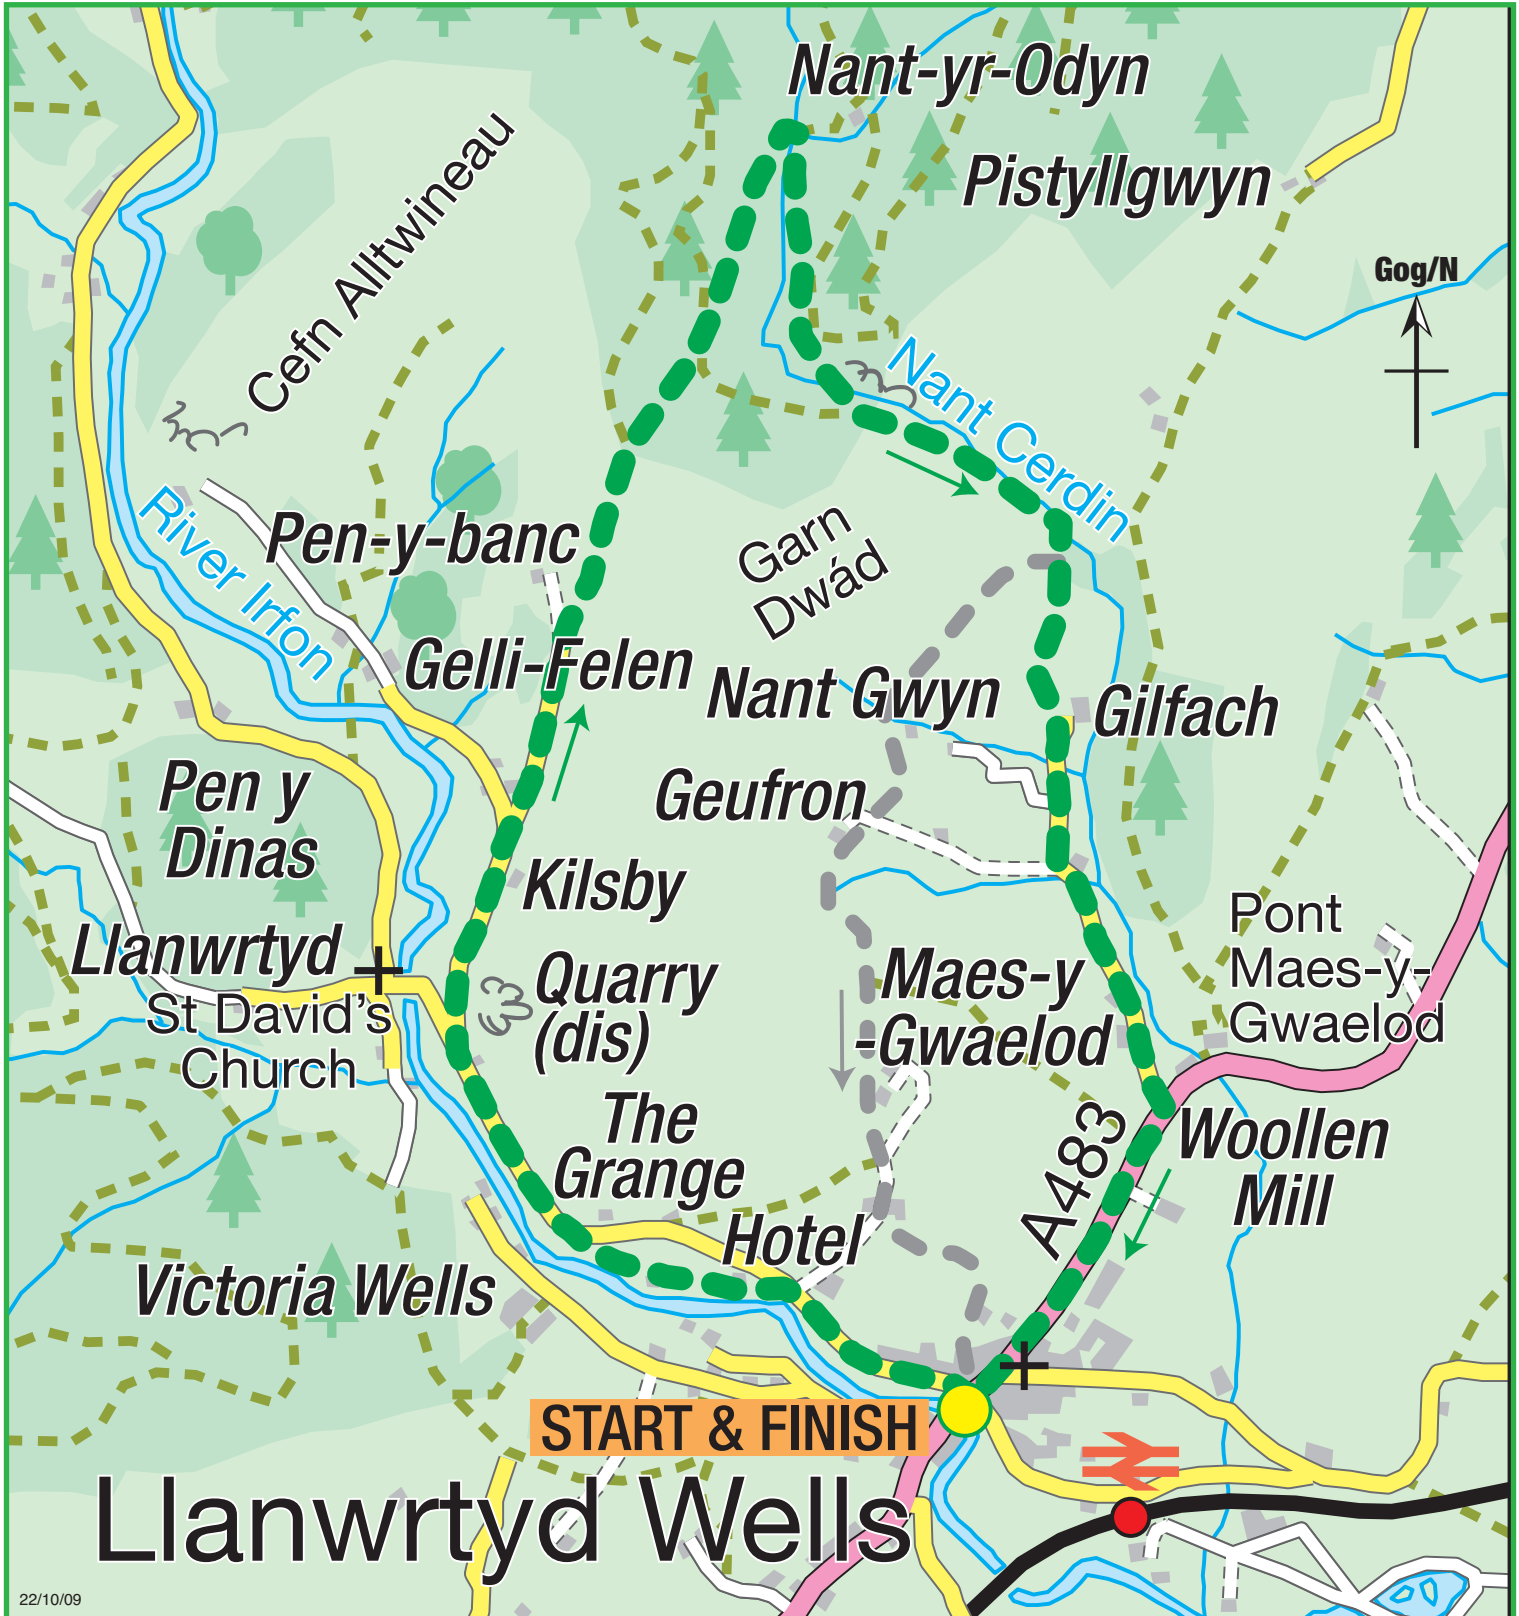 Nant-yr-Odyn
Pistyllgwyn
Cefn Alltwineau
Gog/N
Nant Cerdin
River Irfon
Pen-y-banc
Garn
Dwád
Gelli-Felen
Nant Gwyn
Gilfach
Pen y
Dinas
Geufron
Kilsby
Llanwrtyd
St David's
Church
Quarry
(dis)
Maes-y
-Gwaelod
Pont
Maes-y-
Gwaelod
The
Grange
A483
Woollen
Mill
Hotel
Victoria Wells
START & FINISH
Llanwrtyd Wells
22/10/09